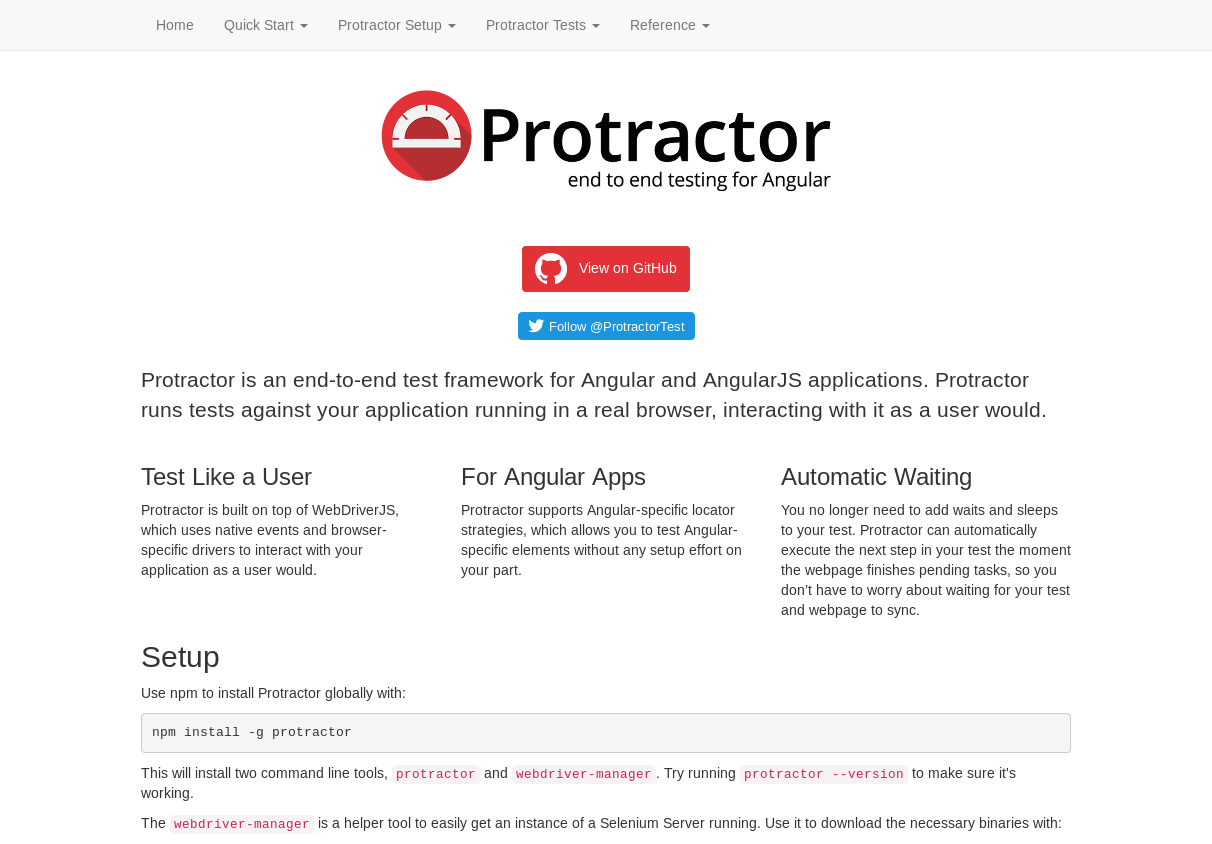 Home Quick Start Protractor Setup Protractor Tests Reference
Protractor
end to end testing for Angular
View on GitHub
Follow @ProtractorTest
Protractor is an end-to-end test framework for Angular and AngularJS applications. Protractor
runs tests against your application running in a real browser, interacting with it as a user would.
Test Like a User
Protractor is built on top of WebDriverJS,
which uses native events and browser-
specific drivers to interact with your
application as a user would.
For Angular Apps
Protractor supports Angular-specific locator
strategies, which allows you to test Angular-
specific elements without any setup effort on
your part.
Automatic Waiting
You no longer need to add waits and sleeps
to your test. Protractor can automatically
execute the next step in your test the moment
the webpage finishes pending tasks, so you
don’t have to worry about waiting for your test
and webpage to sync.
Setup
Use npm to install Protractor globally with:
npm install -g protractor
This will install two command line tools, protractor and webdriver-manager. Try running protractor --version to make sure it's
working.
The webdriver-manager is a helper tool to easily get an instance of a Selenium Server running. Use it to download the necessary binaries with: